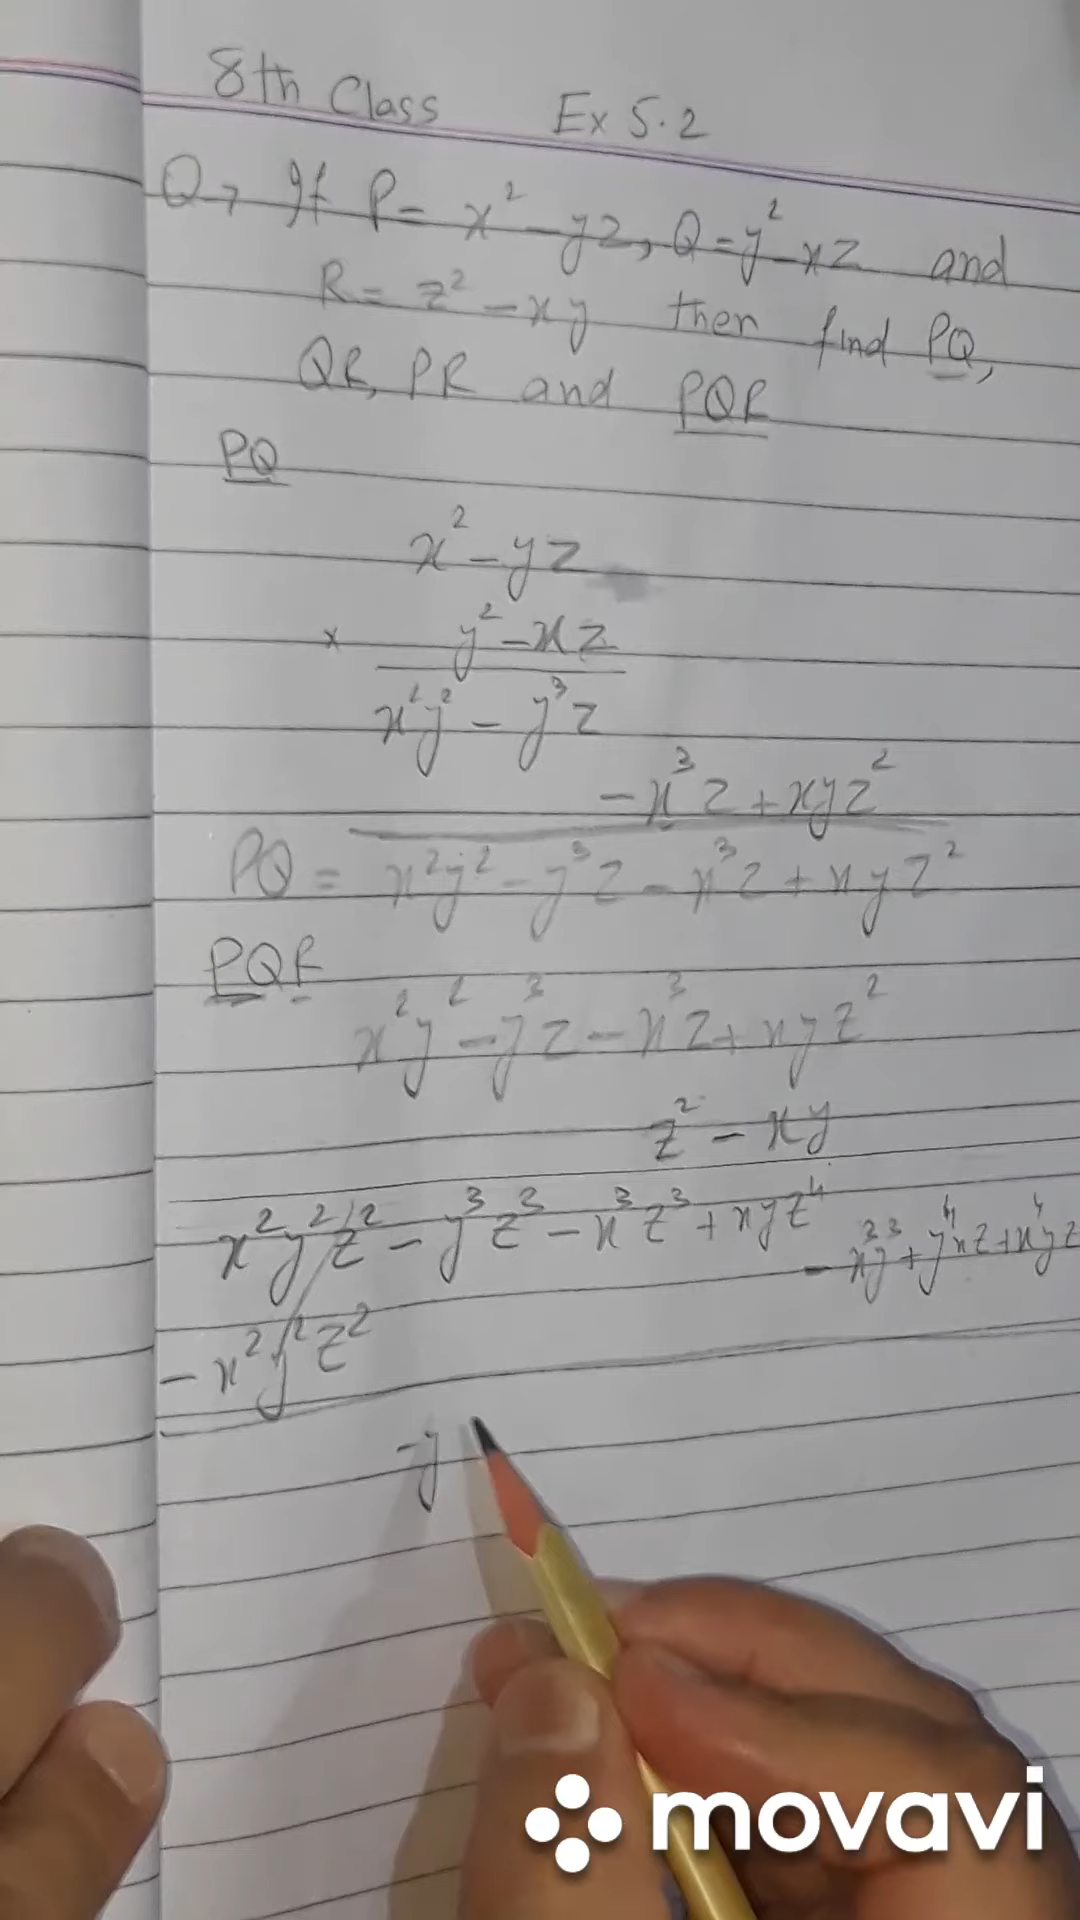 8th Class Ex 5.2
Q→ If P= x² - yz, Q = y² - xz and
R= z² - xy then find PQ,
QR, PR and PQR
PQ
x² - yz
× y² - xz
x²y² - y³z
- x³z + xyz²
PQ = x²y² - y³z - x³z + xyz²
PQR
x²y² - y³z - x³z + xyz²
z² - xy
x²y²z² - y³z³ - x³z³ + xyz⁴ - x³y³ + y⁴xz + x⁴yz
- x²y²z²
-y
movavi